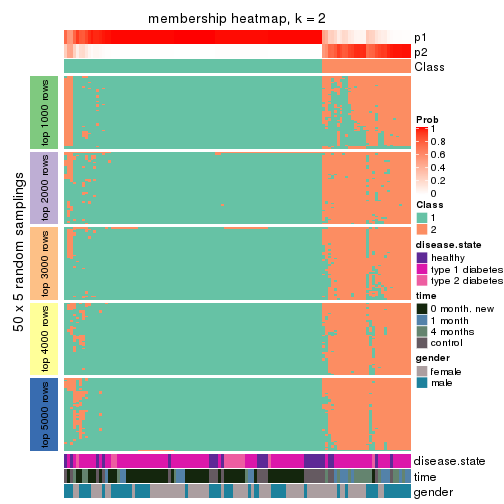 membership heatmap, k = 2
p1
p2
Class
50 x 5 random samplings
top 1000 rows
top 2000 rows
top 3000 rows
top 4000 rows
top 5000 rows
Prob
1
0.8
0.6
0.4
0.2
0
Class
1
2
disease.state
healthy
type 1 diabetes
type 2 diabetes
time
0 month. new
1 month
4 months
control
gender
female
male
disease.state
time
gender